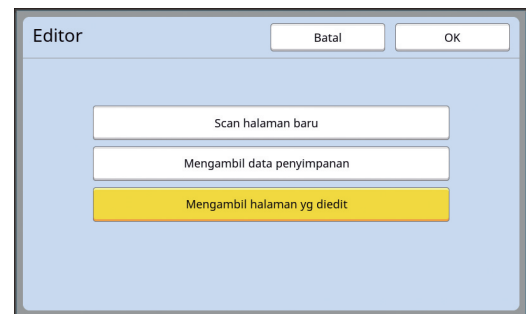 Editor
Batal
OK
Scan halaman baru
Mengambil data penyimpanan
Mengambil halaman yg diedit